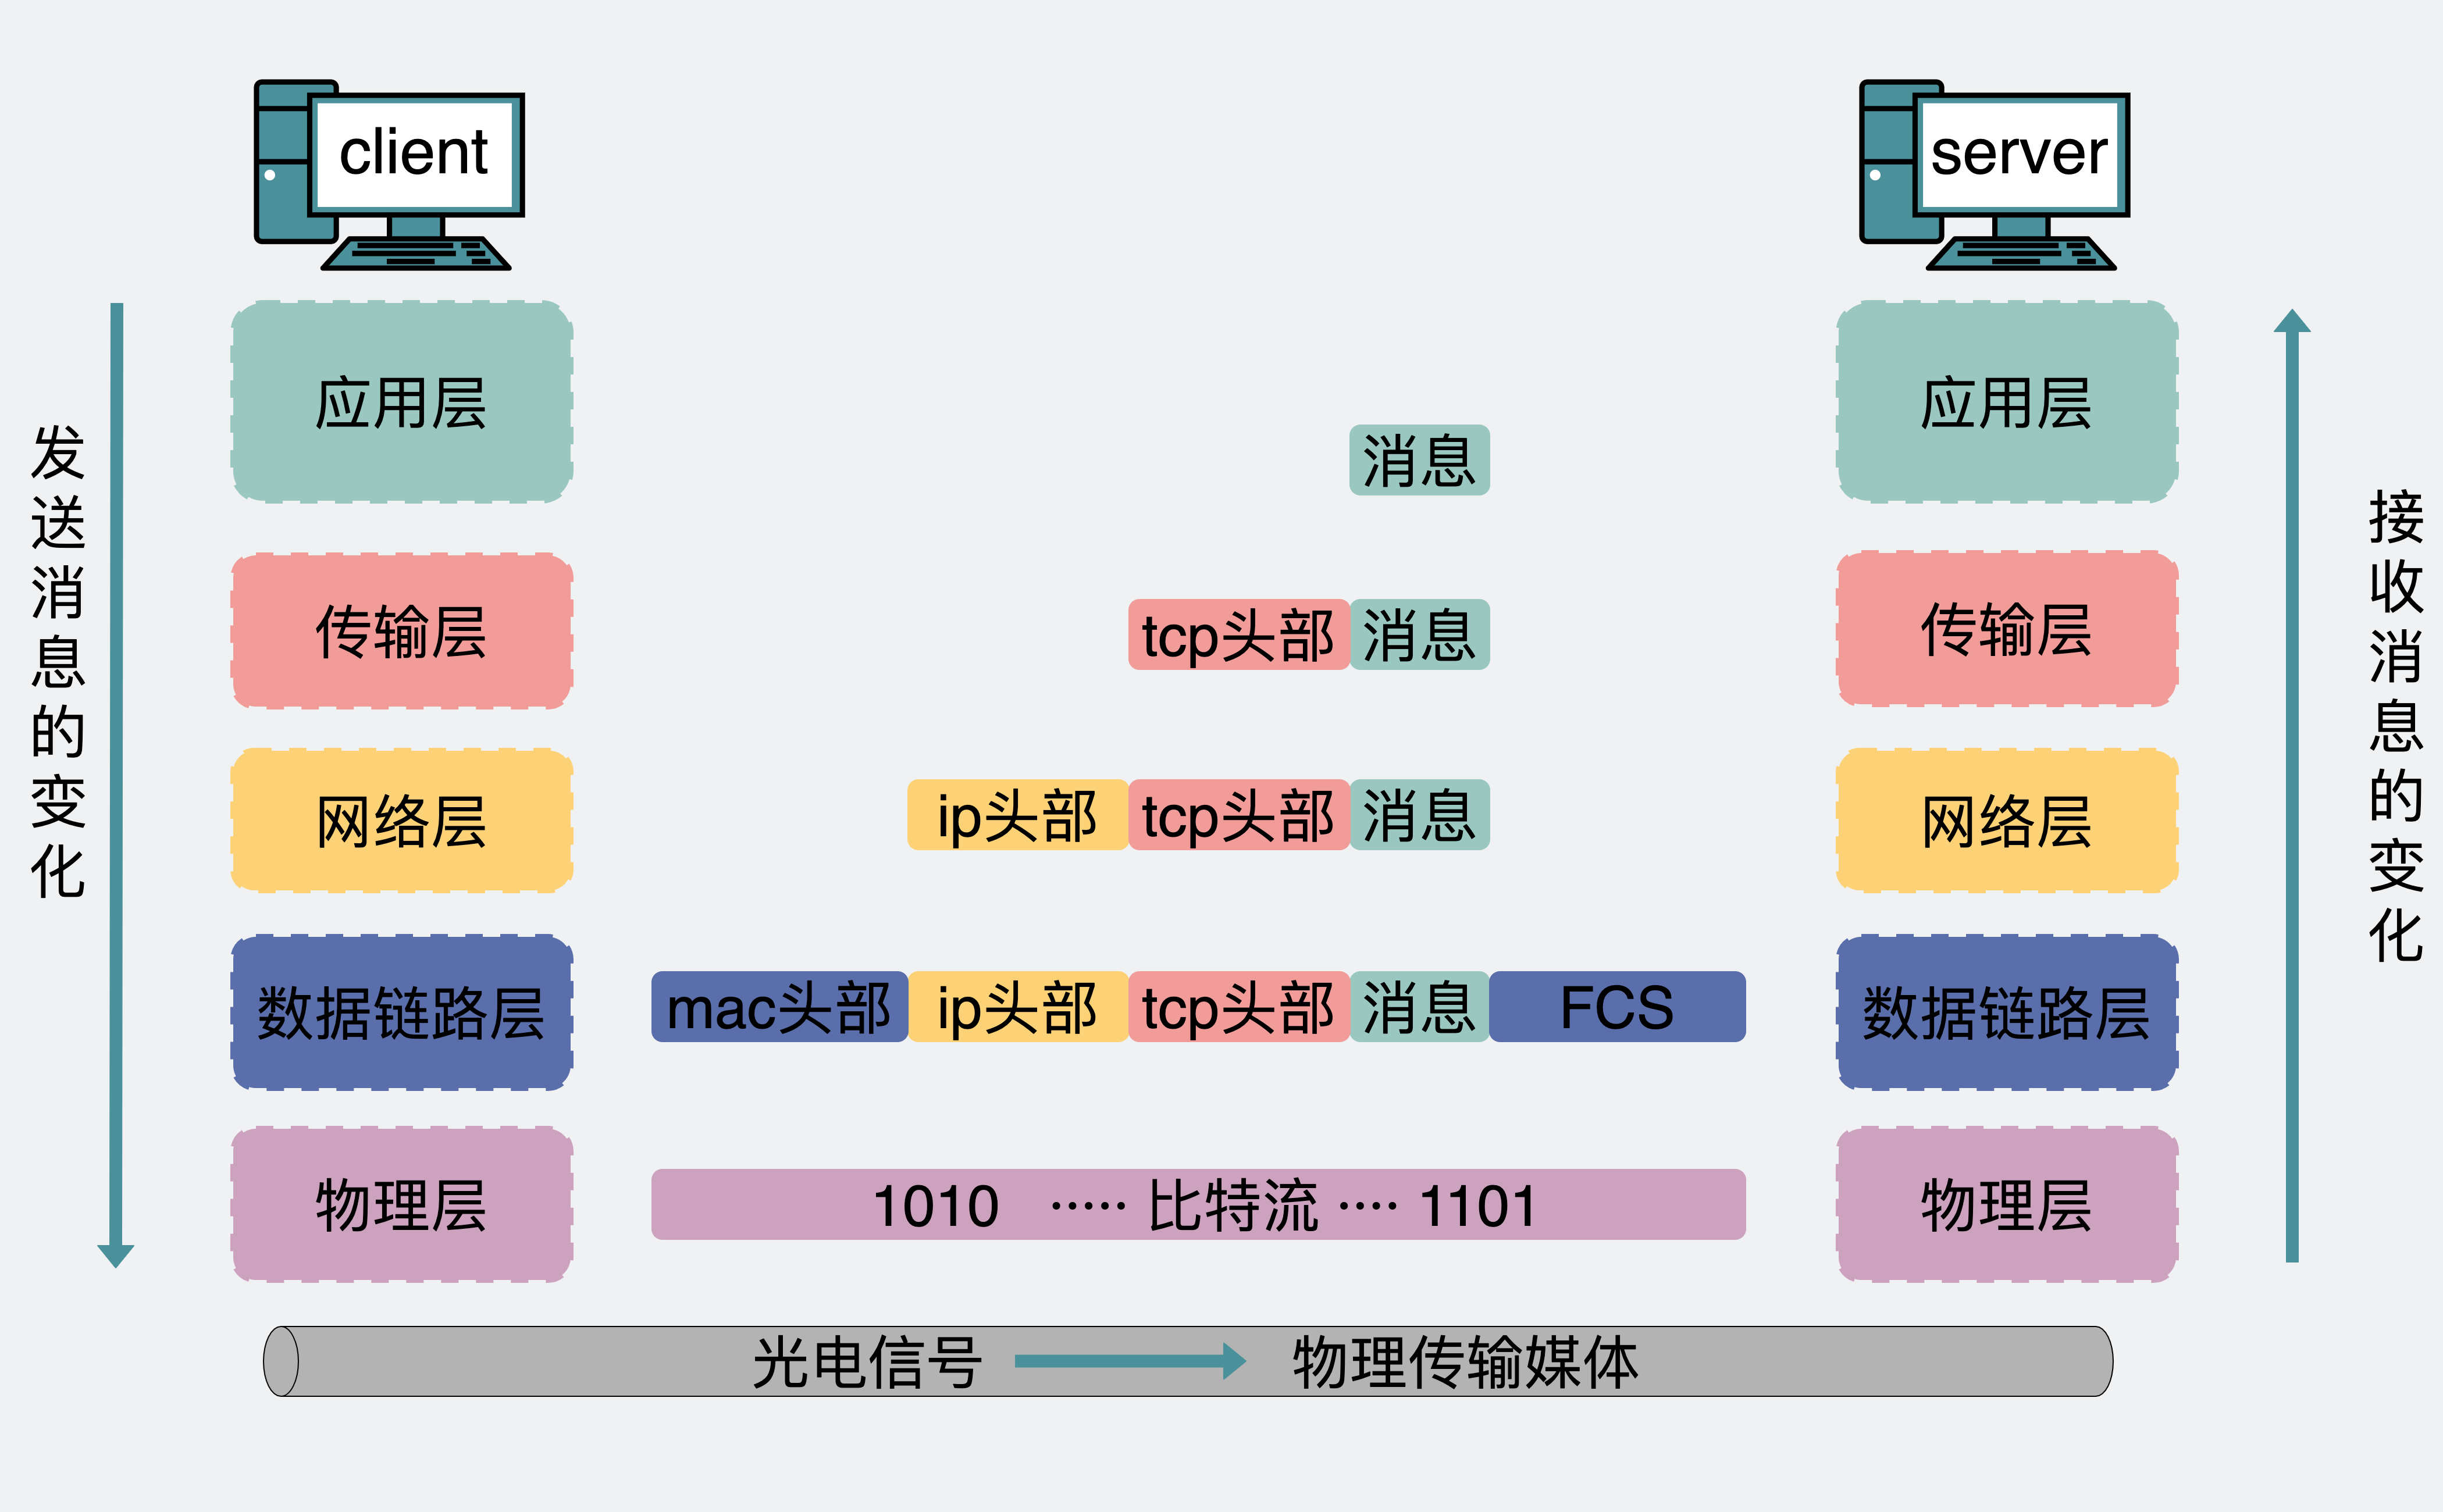 client
server
发送消息的变化
应用层
应用层
消息
接收消息的变化
传输层
tcp头部 消息
传输层
网络层
ip头部 tcp头部 消息
网络层
数据链路层
mac头部 ip头部 tcp头部 消息 FCS
数据链路层
物理层
1010 ····· 比特流 ···· 1101
物理层
光电信号
物理传输媒体